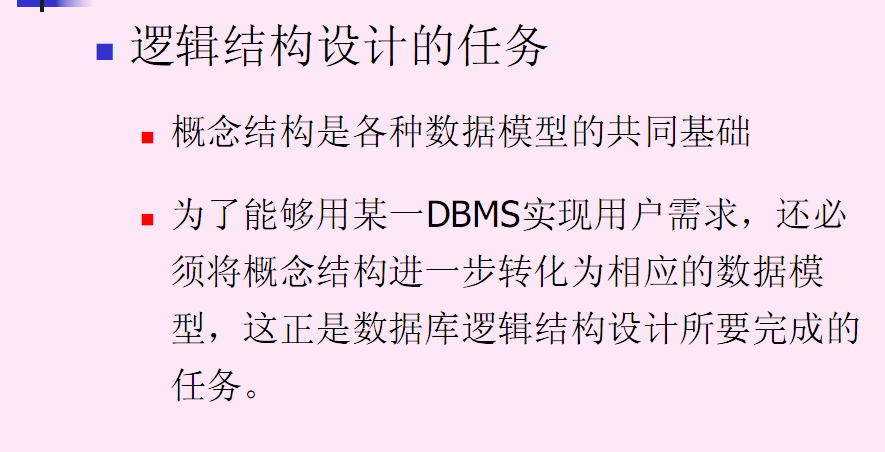 逻辑结构设计的任务
概念结构是各种数据模型的共同基础
为了能够用某一DBMS实现用户需求，还必
须将概念结构进一步转化为相应的数据模
型，这正是数据库逻辑结构设计所要完成的
任务。